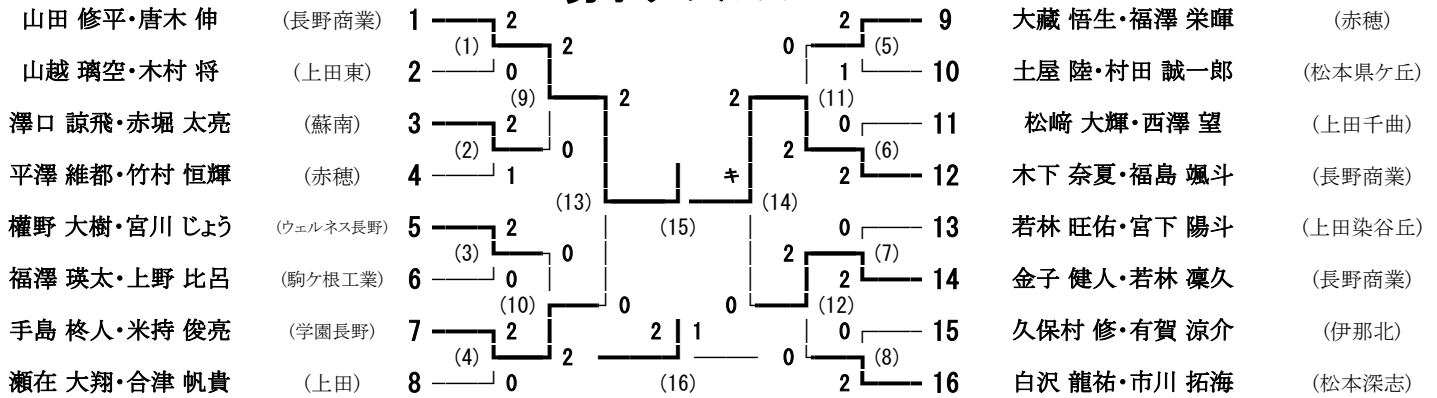 山田 修平・唐木 伸 (長野商業) 1 2
(1) 2
山越 璃空・木村 将 (上田東) 2 0
(9) 2
澤口 諒飛・赤堀 太亮 (蘇南) 3 2
(2) 0
平澤 維都・竹村 恒輝 (赤穂) 4 1
(13)
權野 大樹・宮川 じょう (ウェルネス長野) 5 2
(3) 0
福澤 瑛太・上野 比呂 (駒ケ根工業) 6 0
(10) 0
手島 柊人・米持 俊亮 (学園長野) 7 2
(4) 2
瀬在 大翔・合津 帆貴 (上田) 8 0
(15)
2 1
(16)
2 9 大藏 悟生・福澤 栄暉 (赤穂)
0 (5)
1 10 土屋 陸・村田 誠一郎 (松本県ケ丘)
2 (11)
0 11 松﨑 大輝・西澤 望 (上田千曲)
2 (6)
キ 2 12 木下 奈夏・福島 颯斗 (長野商業)
(14)
0 13 若林 旺佑・宮下 陽斗 (上田染谷丘)
2 (7)
2 14 金子 健人・若林 凜久 (長野商業)
0 (12)
0 15 久保村 修・有賀 涼介 (伊那北)
0 (8)
2 16 白沢 龍祐・市川 拓海 (松本深志)